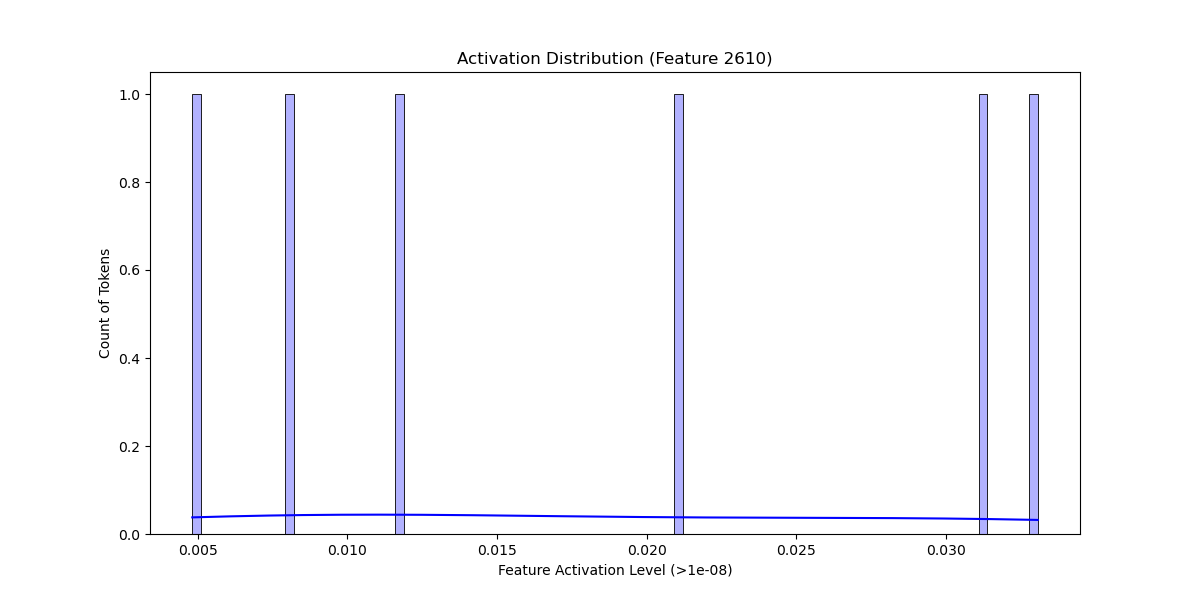 Activation Distribution (Feature 2610)
1.0
0.8
0.6
0.4
0.2
0.0
Count of Tokens
0.005 0.010 0.015 0.020 0.025 0.030
Feature Activation Level (>1e-08)